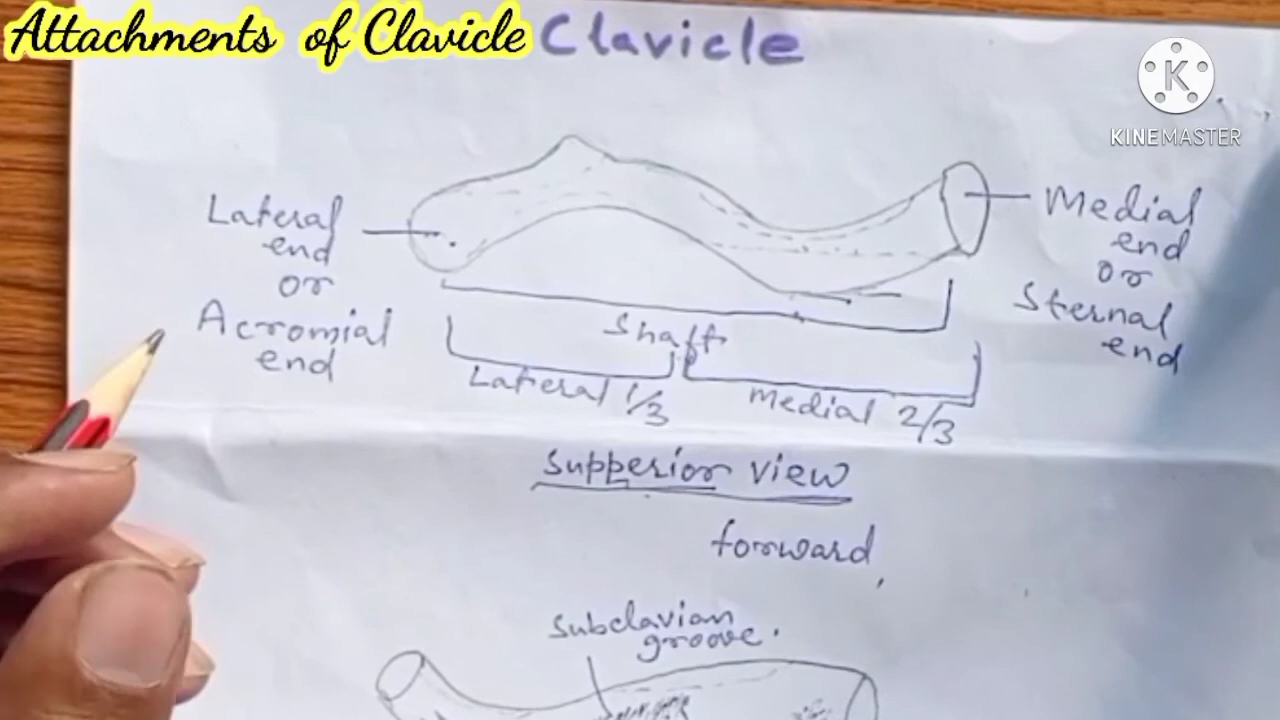 Attachments of Clavicle
Clavicle
KINEMASTER
Lateral
end
or
Acromial
end
Medial
end
or
Sternal
end
Shaft
Lateral 1/3
Medial 2/3
Supperior view
forward,
Subclavian
groove.